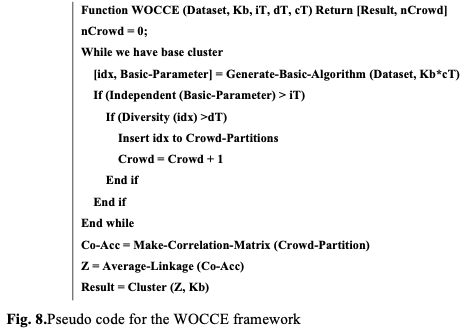 Function WOCCE (Dataset, Kb, iT, dT, cT) Return [Result, nCrowd]
nCrowd = 0;
While we have base cluster
[idx, Basic-Parameter] = Generate-Basic-Algorithm (Dataset, Kb*cT)
If (Independent (Basic-Parameter) > iT)
If (Diversity (idx) >dT)
Insert idx to Crowd-Partitions
Crowd = Crowd + 1
End if
End if
End while
Co-Acc = Make-Correlation-Matrix (Crowd-Partition)
Z = Average-Linkage (Co-Acc)
Result = Cluster (Z, Kb)
Fig. 8.Pseudo code for the WOCCE framework